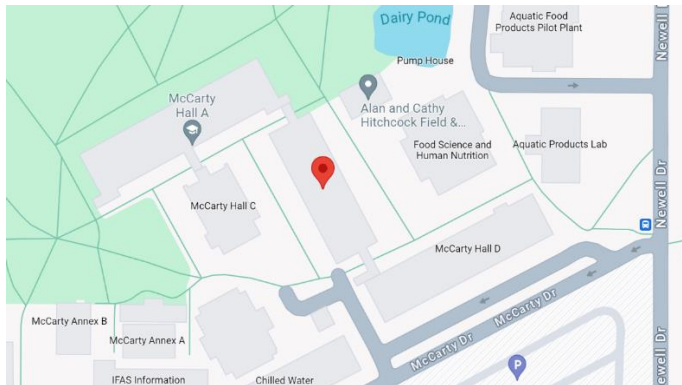 Dairy Pond
Aquatic Food
Products Pilot Plant
Newell Dr
Pump House
McCarty
Hall A
Alan and Cathy
Hitchcock Field &...
Food Science and
Human Nutrition
Aquatic Products Lab
McCarty Hall C
Newell Dr
McCarty Hall D
McCarty Annex B
McCarty Annex A
McCarty Dr
McCarty Dr
Newell Dr
P
IFAS Information
Chilled Water